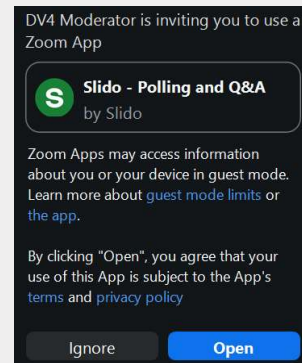 DV4 Moderator is inviting you to use a
Zoom App
S
Slido - Polling and Q&A
by Slido
Zoom Apps may access information
about you or your device in guest mode.
Learn more about guest mode limits or
the app.
By clicking "Open", you agree that your
use of this App is subject to the App's
terms and privacy policy
Ignore
Open